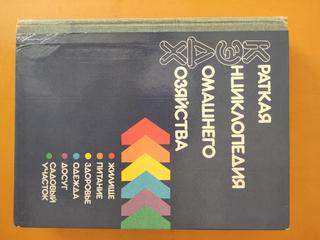 КРАТКАЯ
ЭНЦИКЛОПЕДИЯ
ДОМАШНЕГО
ХОЗЯЙСТВА
ЖИЛИЩЕ
ПИТАНИЕ
ЗДОРОВЬЕ
ОДЕЖДА
ДОСУГ
САДОВЫЙ
УЧАСТОК